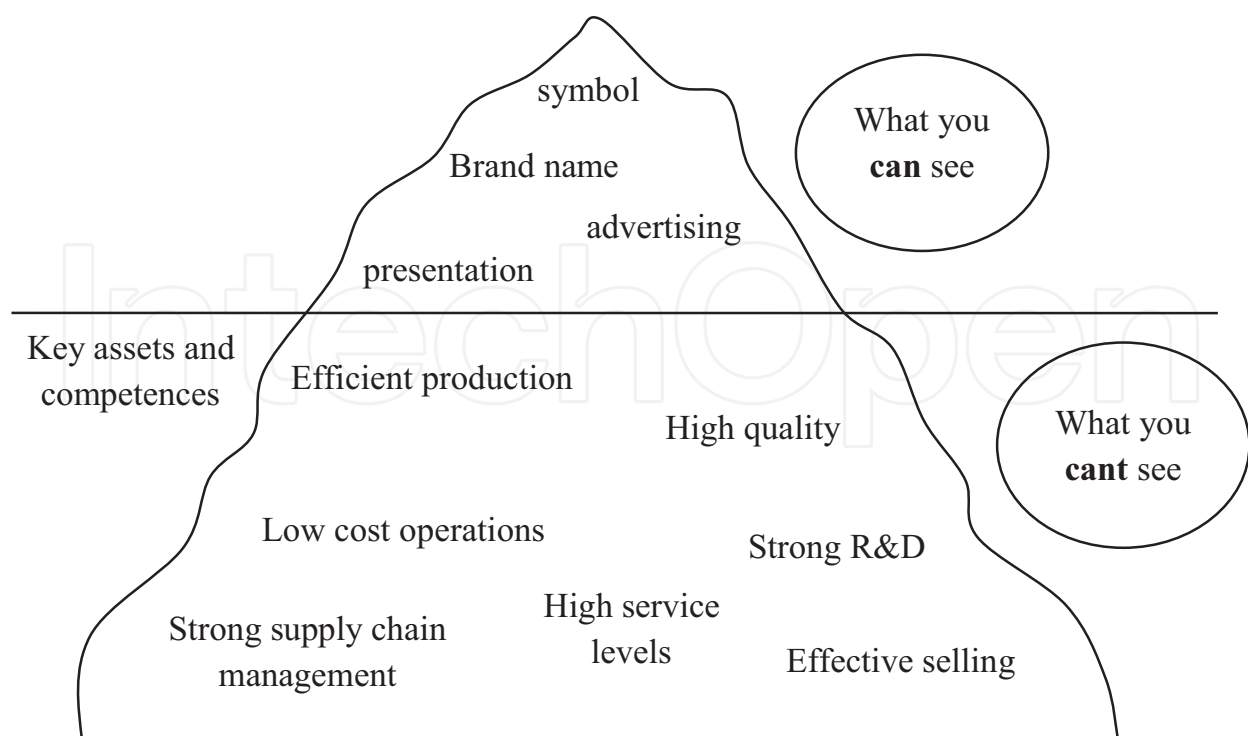 symbol
What you
can see
Brand name
advertising
presentation
IntechOpen
Key assets and
competences
Efficient production
High quality
What you
cant see
Low cost operations
Strong R&D
High service
levels
Strong supply chain
management
Effective selling